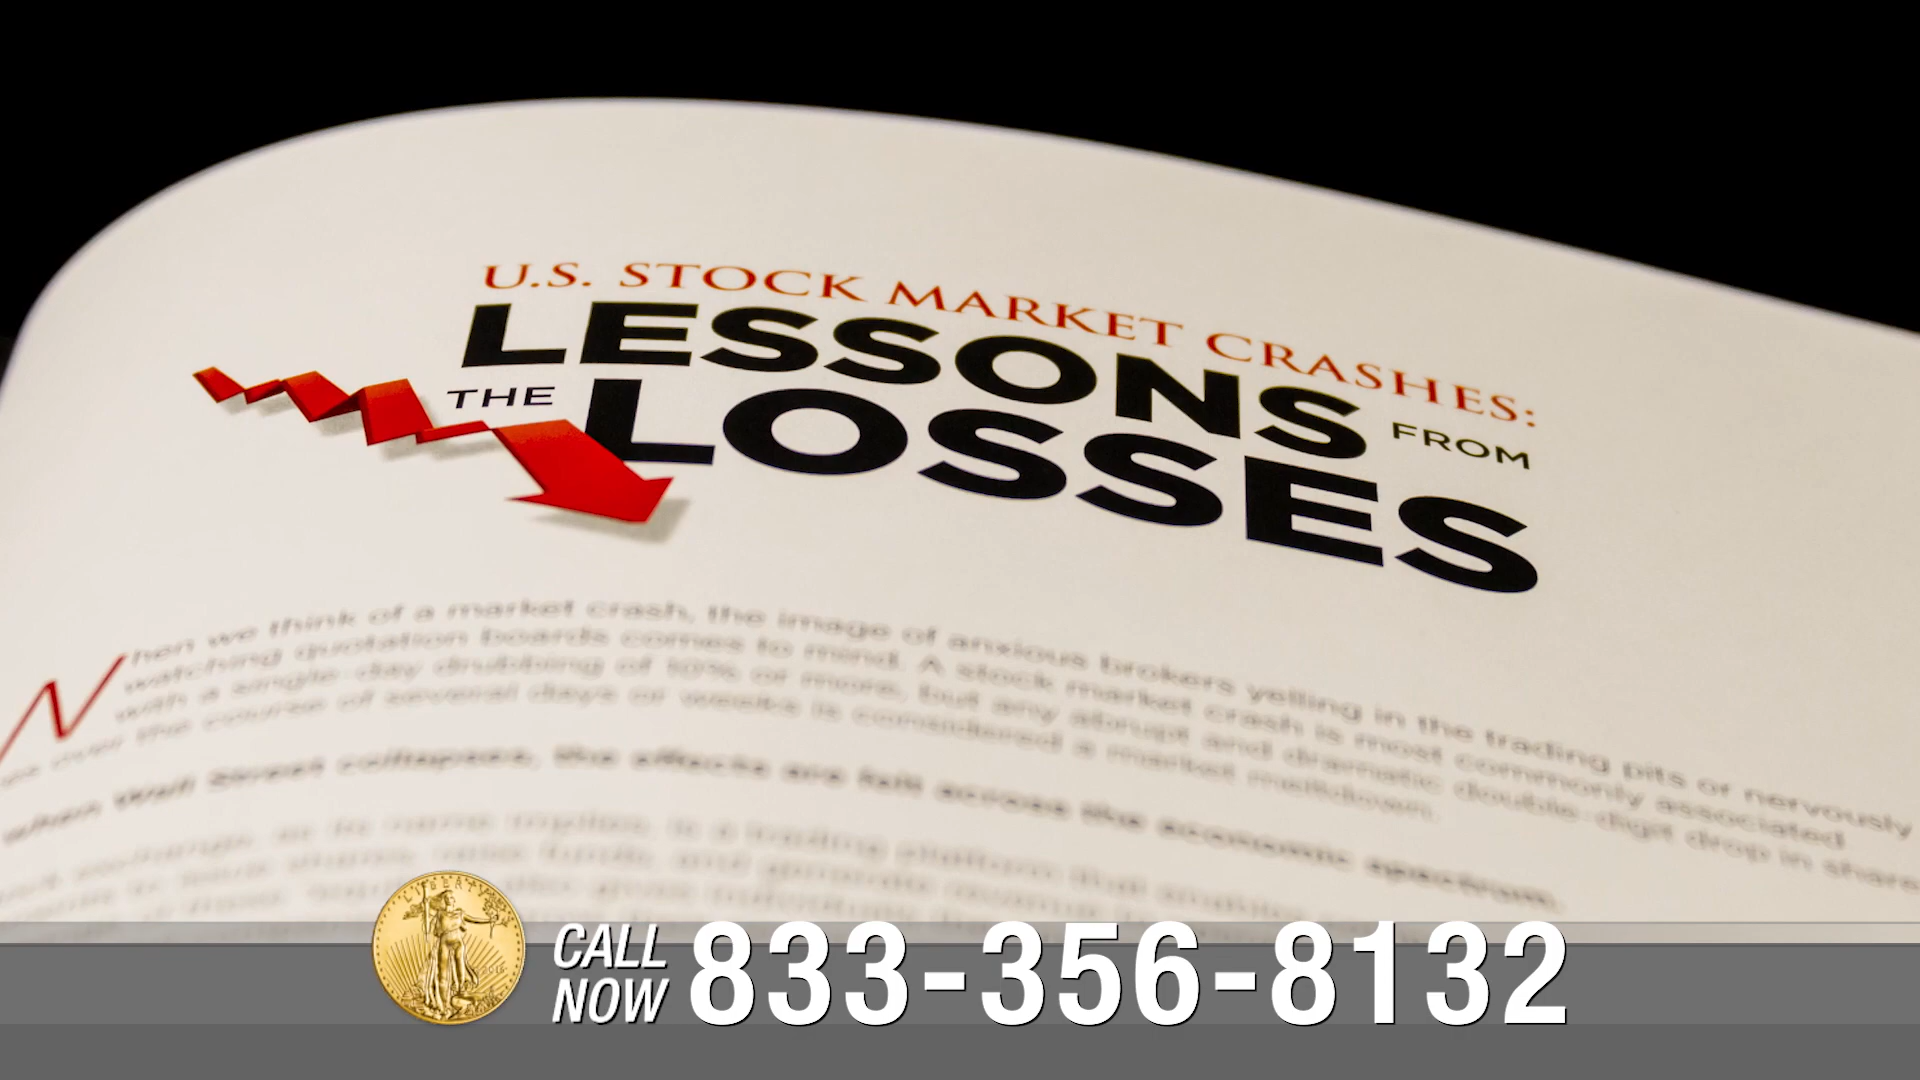 U.S. STOCK MARKET CRASHES:
LESSONS FROM
THE LOSSES
hen we think of a market crash, the image of anxious brokers yelling in the trading pits or nervously
watching quotation boards comes to mind. A stock market crash is most commonly associated
with a single-day drubbing of 10% or more, but any abrupt and dramatic double-digit drop in share
over the course of several days or weeks is considered a market meltdown.
when Wall Street collapses, the effects are felt across the economic spectrum.
LIBERTY
CALL
NOW
833-356-8132